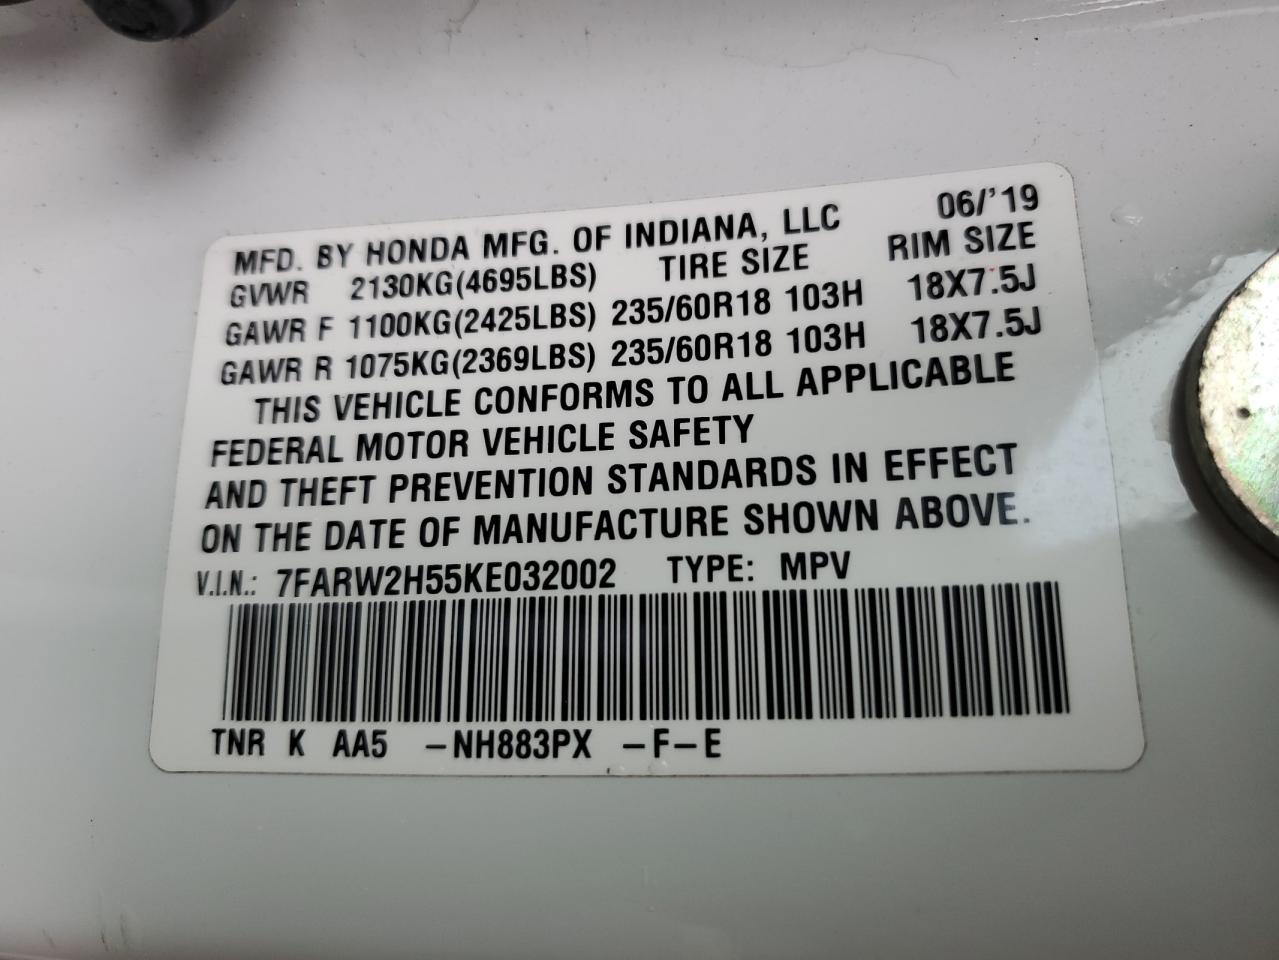 MFD. BY HONDA MFG. OF INDIANA, LLC 06/'19
GVWR 2130KG(4695LBS) TIRE SIZE RIM SIZE
GAWR F 1100KG(2425LBS) 235/60R18 103H 18X7.5J
GAWR R 1075KG(2369LBS) 235/60R18 103H 18X7.5J
THIS VEHICLE CONFORMS TO ALL APPLICABLE
FEDERAL MOTOR VEHICLE SAFETY
AND THEFT PREVENTION STANDARDS IN EFFECT
ON THE DATE OF MANUFACTURE SHOWN ABOVE.
V.I.N.: 7FARW2H55KE032002 TYPE: MPV
TNR K AA5 -NH883PX -F-E